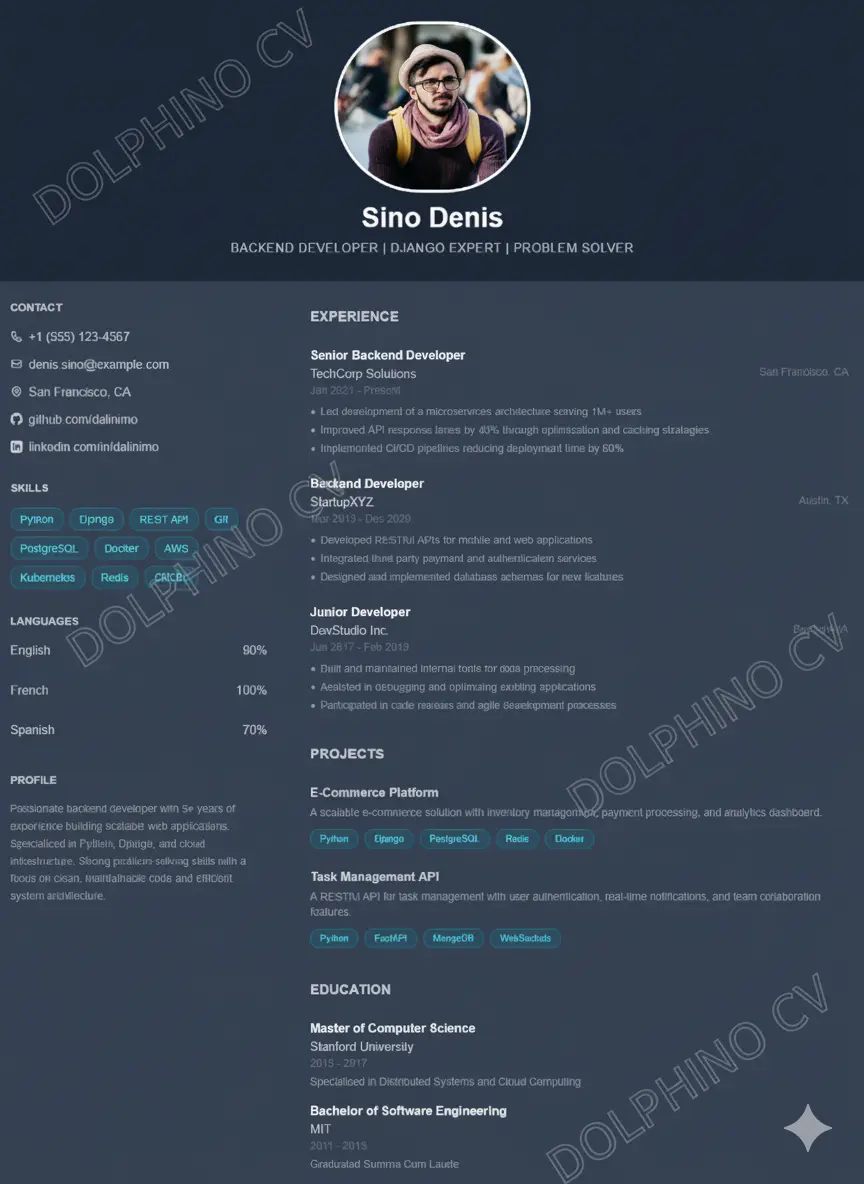 DOLPHINO CV
Sino Denis
BACKEND DEVELOPER | DJANGO EXPERT | PROBLEM SOLVER
CONTACT
+1 (555) 123-4567
denis.sino@example.com
San Francisco, CA
github.com/dalinimo
linkedin.com/in/dalinimo
SKILLS
Python Django REST API Git
PostgreSQL Docker AWS
Kubernetes Redis CI/CD
LANGUAGES
English 90%
French 100%
Spanish 70%
PROFILE
Passionate backend developer with 5+ years of
experience building scalable web applications.
Specialized in Python, Django, and cloud
infrastructure. Strong problem-solving skills with a
focus on clean, maintainable code and efficient
system architecture.
DOLPHINO CV
EXPERIENCE
Senior Backend Developer
TechCorp Solutions San Francisco, CA
Jan 2021 - Present
• Led development of a microservices architecture serving 1M+ users
• Improved API response times by 40% through optimization and caching strategies
• Implemented CI/CD pipelines reducing deployment time by 60%
Backend Developer
StartupXYZ Austin, TX
Mar 2019 - Dec 2020
• Developed RESTful APIs for mobile and web applications
• Integrated third party payment and authentication services
• Designed and implemented database schemas for new features
Junior Developer
DevStudio Inc.
Jun 2017 - Feb 2019
• Built and maintained internal tools for data processing
• Assisted in debugging and optimizing existing applications
• Participated in code reviews and agile development processes
DOLPHINO CV
PROJECTS
E-Commerce Platform
A scalable e-commerce solution with inventory management, payment processing, and analytics dashboard.
Python Django PostgreSQL Redis Docker
Task Management API
A RESTful API for task management with user authentication, real-time notifications, and team collaboration
features.
Python FastAPI MongoDB WebSockets
EDUCATION
Master of Computer Science
Stanford University
2015 - 2017
Specialized in Distributed Systems and Cloud Computing
Bachelor of Software Engineering
MIT
2011 - 2015
Graduated Summa Cum Laude
DOLPHINO CV